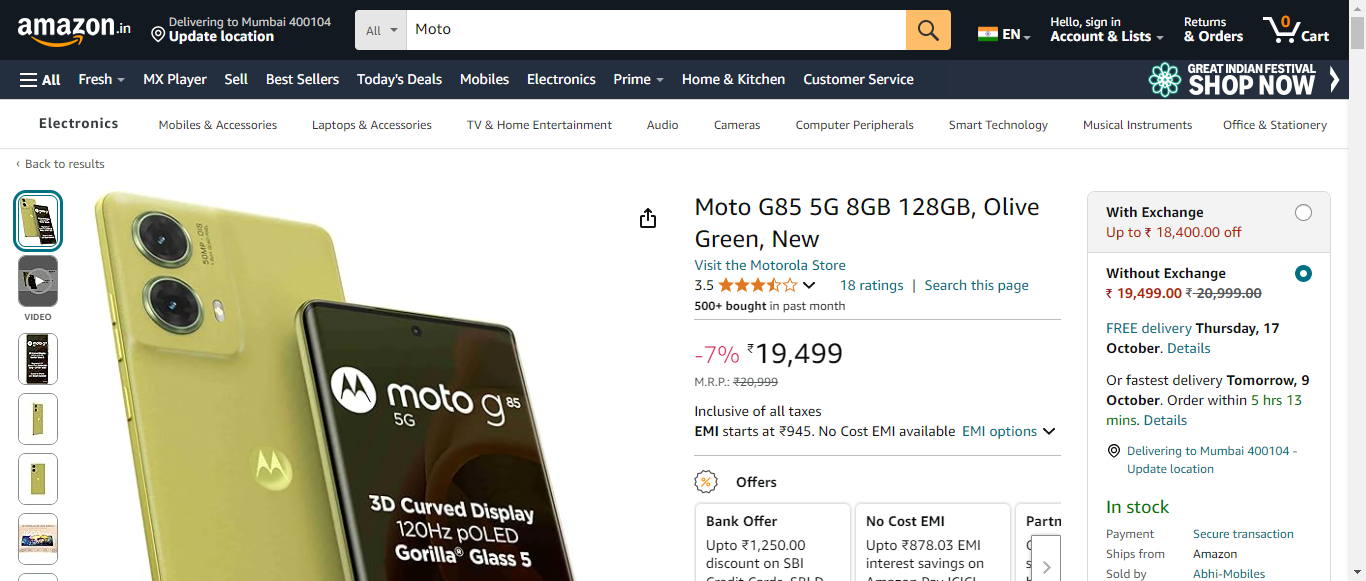 amazon.in
Delivering to Mumbai 400104
Update location
All
Moto
EN
Hello, sign in
Account & Lists
Returns
& Orders
0
Cart
All
Fresh
MX Player
Sell
Best Sellers
Today's Deals
Mobiles
Electronics
Prime
Home & Kitchen
Customer Service
GREAT INDIAN FESTIVAL
SHOP NOW
Electronics
Mobiles & Accessories
Laptops & Accessories
TV & Home Entertainment
Audio
Cameras
Computer Peripherals
Smart Technology
Musical Instruments
Office & Stationery
‹ Back to results
VIDEO
50MP OIS
moto g85
5G
3D Curved Display
120Hz pOLED
Gorilla® Glass 5
Moto G85 5G 8GB 128GB, Olive
Green, New
Visit the Motorola Store
3.5
18 ratings | Search this page
500+ bought in past month
-7% ₹19,499
M.R.P.: ₹20,999
Inclusive of all taxes
EMI starts at ₹945. No Cost EMI available EMI options
Offers
Bank Offer
Upto ₹1,250.00
discount on SBI
No Cost EMI
Upto ₹878.03 EMI
interest savings on
Partn
With Exchange
Up to ₹ 18,400.00 off
Without Exchange
₹ 19,499.00 ₹ 20,999.00
FREE delivery Thursday, 17
October. Details
Or fastest delivery Tomorrow, 9
October. Order within 5 hrs 13
mins. Details
Delivering to Mumbai 400104 -
Update location
In stock
Payment
Secure transaction
Ships from
Amazon
Sold by
Abhi-Mobiles